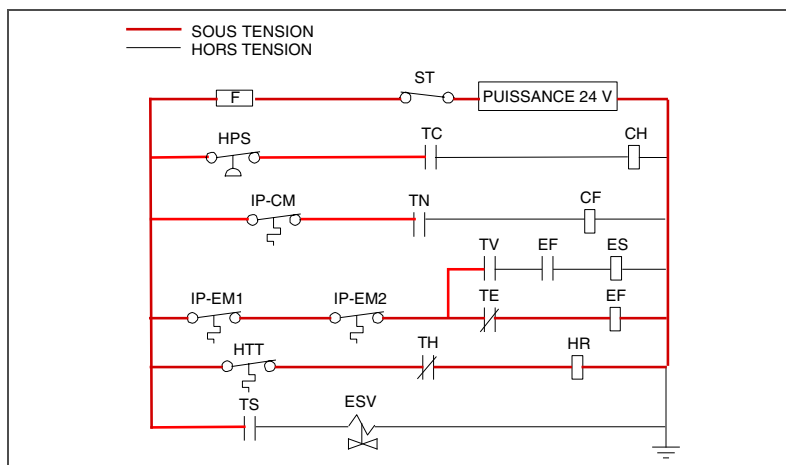 SOUS TENSION
HORS TENSION
F
ST
PUISSANCE 24 V
HPS
TC
CH
IP-CM
TN
CF
TV
EF
ES
IP-EM1
IP-EM2
TE
EF
HTT
TH
HR
TS
ESV